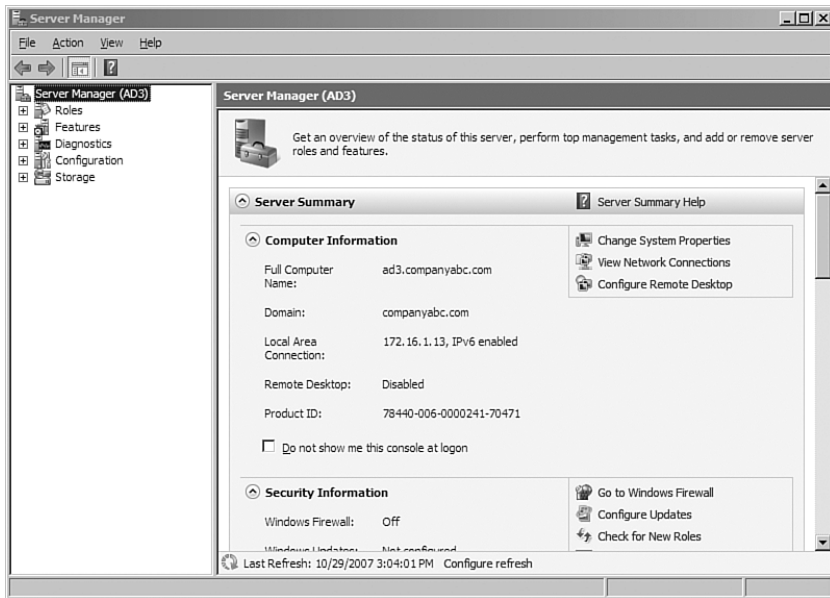 Server Manager
File Action View Help
Server Manager (AD3)
Roles
Features
Diagnostics
Configuration
Storage
Server Manager (AD3)
Get an overview of the status of this server, perform top management tasks, and add or remove server
roles and features.
Server Summary
Server Summary Help
Computer Information
Change System Properties
View Network Connections
Configure Remote Desktop
Full Computer
Name:
ad3.companyabc.com
Domain:
companyabc.com
Local Area
Connection:
172.16.1.13, IPv6 enabled
Remote Desktop:
Disabled
Product ID:
78440-006-0000241-70471
Do not show me this console at logon
Security Information
Go to Windows Firewall
Configure Updates
Check for New Roles
Windows Firewall:
Off
Windows Updates:
Not configured
Last Refresh: 10/29/2007 3:04:01 PM Configure refresh